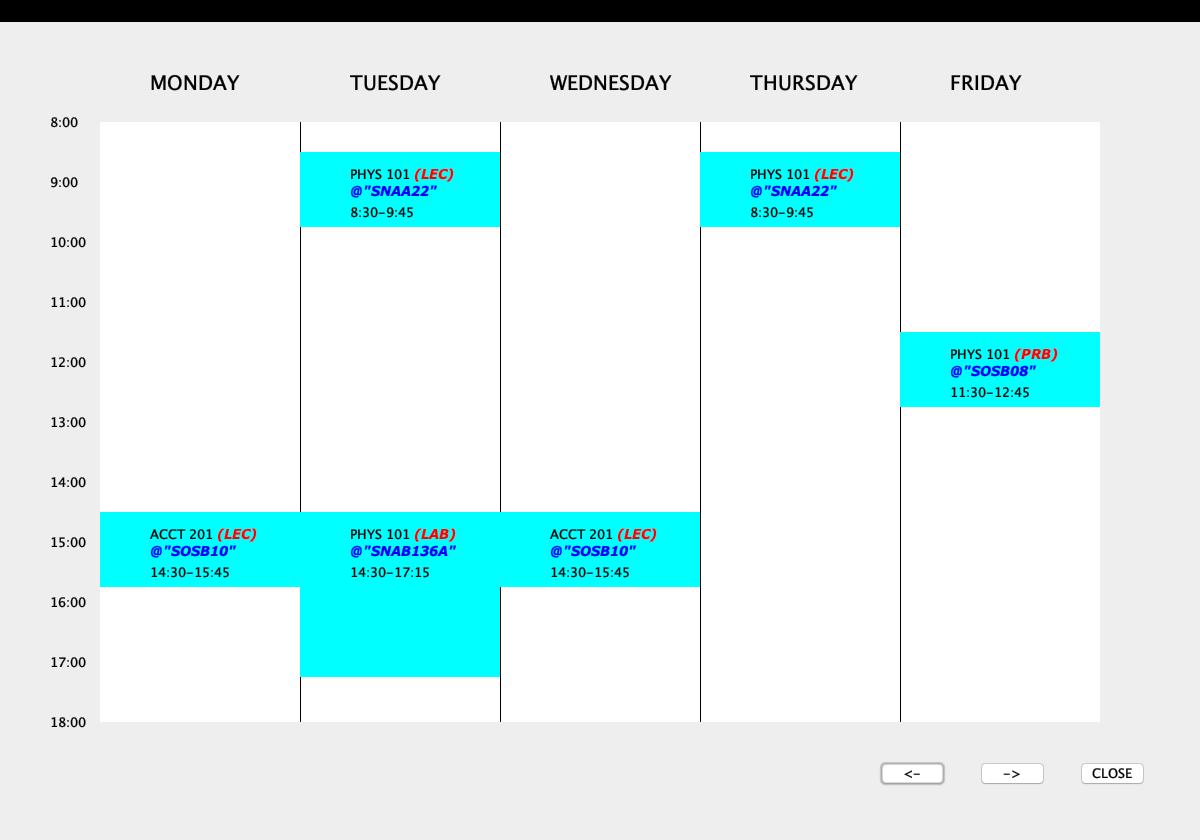 MONDAY TUESDAY WEDNESDAY THURSDAY FRIDAY
8:00
PHYS 101 (LEC)
@"SNAA22"
8:30-9:45
PHYS 101 (LEC)
@"SNAA22"
8:30-9:45
9:00
10:00
11:00
PHYS 101 (PRB)
@"SOSB08"
11:30-12:45
12:00
13:00
14:00
ACCT 201 (LEC)
@"SOSB10"
14:30-15:45
PHYS 101 (LAB)
@"SNAB136A"
14:30-17:15
ACCT 201 (LEC)
@"SOSB10"
14:30-15:45
15:00
16:00
17:00
18:00
<- -> CLOSE